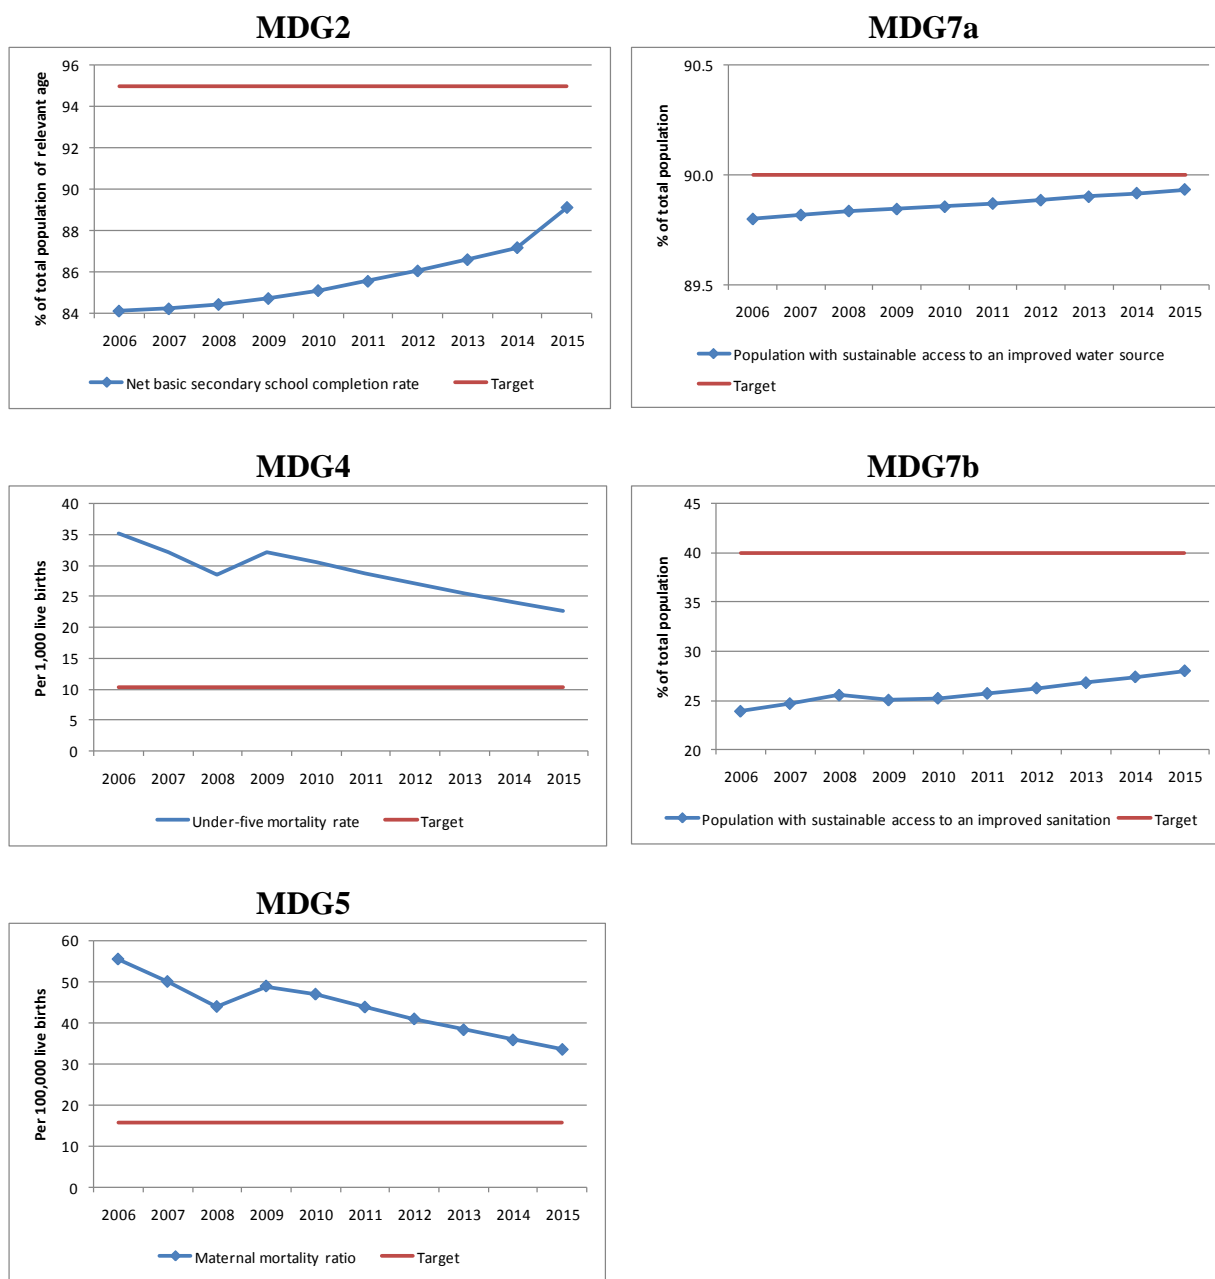 MDG2
% of total population of relevant age
96
94
92
90
88
86
84
2006 2007 2008 2009 2010 2011 2012 2013 2014 2015
Net basic secondary school completion rate Target
MDG7a
% of total population
90.5
90.0
89.5
2006 2007 2008 2009 2010 2011 2012 2013 2014 2015
Population with sustainable access to an improved water source
Target
MDG4
Per 1,000 live births
40
35
30
25
20
15
10
5
0
2006 2007 2008 2009 2010 2011 2012 2013 2014 2015
Under-five mortality rate Target
MDG7b
% of total population
45
40
35
30
25
20
2006 2007 2008 2009 2010 2011 2012 2013 2014 2015
Population with sustainable access to an improved sanitation Target
MDG5
Per 100,000 live births
60
50
40
30
20
10
0
2006 2007 2008 2009 2010 2011 2012 2013 2014 2015
Maternal mortality ratio Target